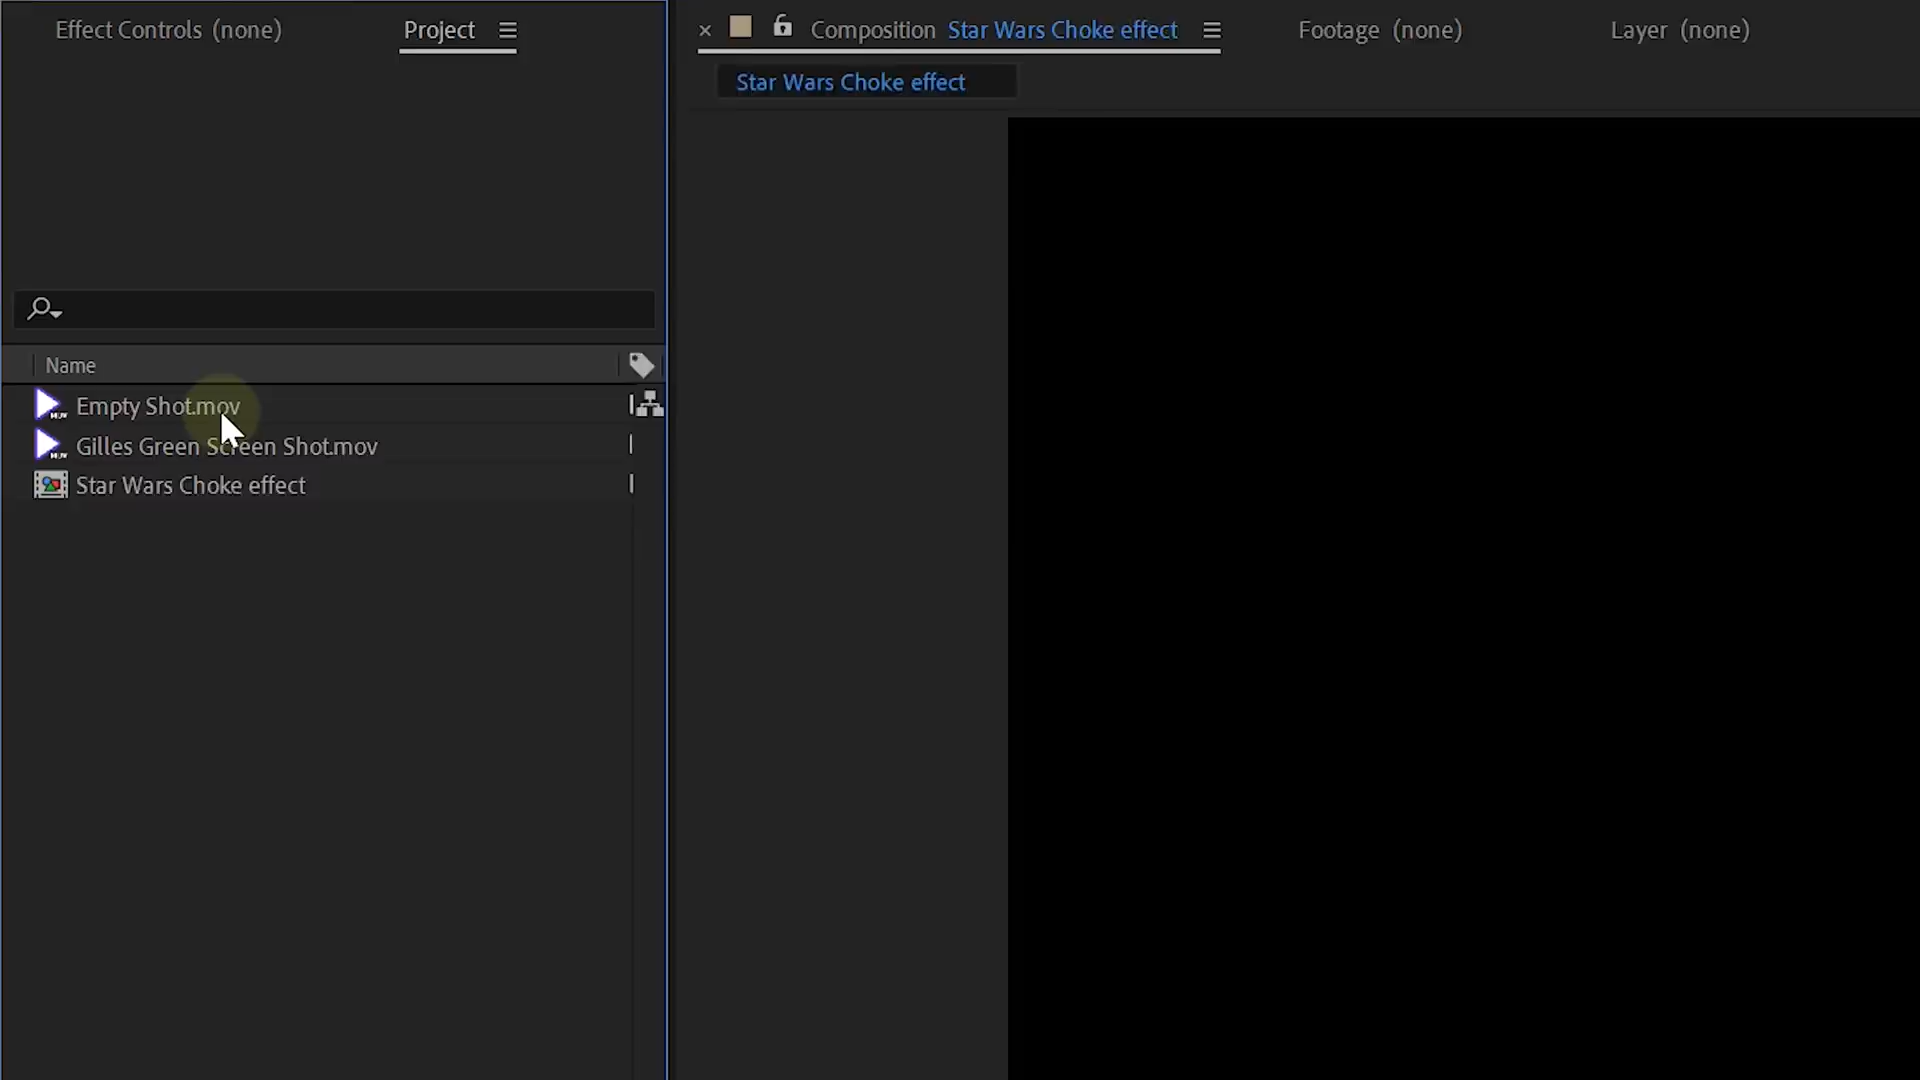 Effect Controls (none)
Project
Composition Star Wars Choke effect
Footage (none)
Layer (none)
Star Wars Choke effect
Name
Empty Shot.mov
Gilles Green Screen Shot.mov
Star Wars Choke effect